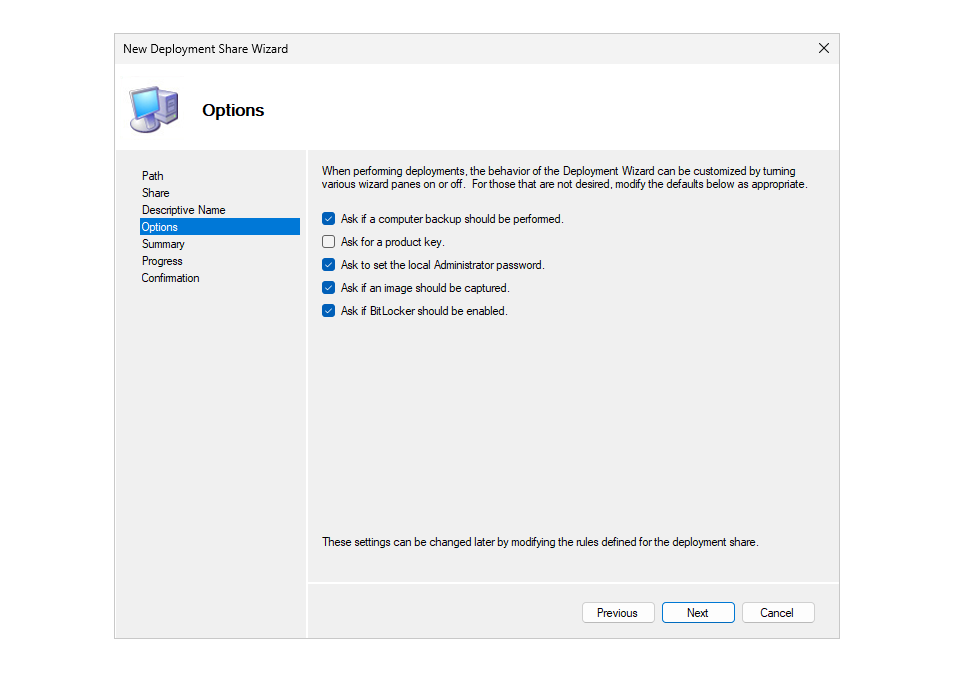 New Deployment Share Wizard
Options
Path
Share
Descriptive Name
Options
Summary
Progress
Confirmation
When performing deployments, the behavior of the Deployment Wizard can be customized by turning
various wizard panes on or off.  For those that are not desired, modify the defaults below as appropriate.
Ask if a computer backup should be performed.
Ask for a product key.
Ask to set the local Administrator password.
Ask if an image should be captured.
Ask if BitLocker should be enabled.
These settings can be changed later by modifying the rules defined for the deployment share.
Previous
Next
Cancel